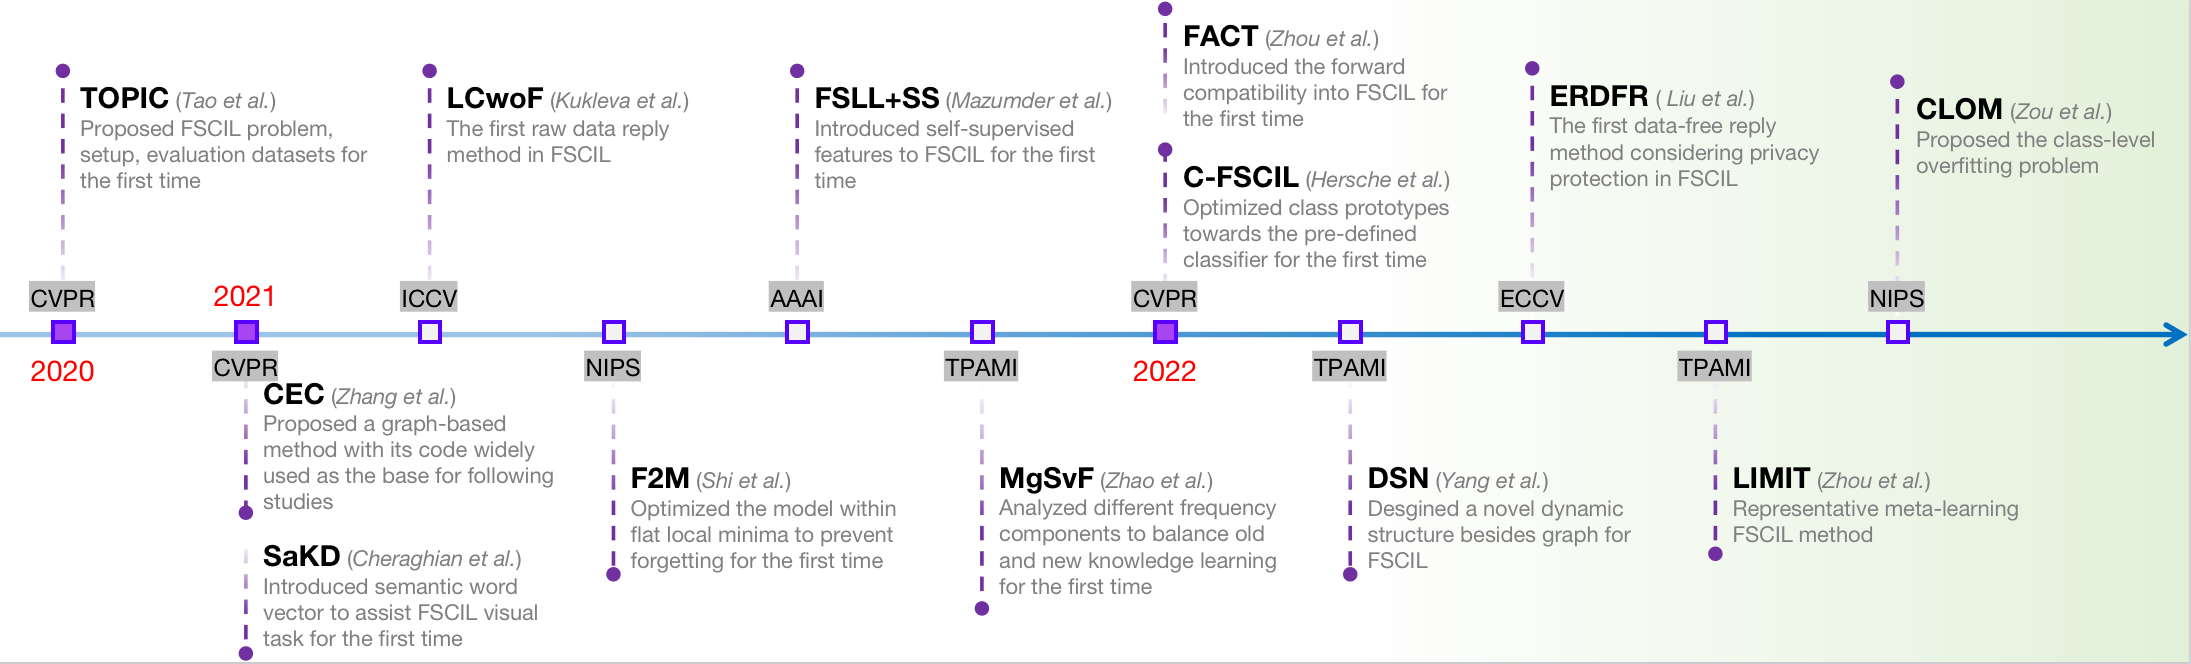 TOPIC (Tao et al.)
Proposed FSCIL problem,
setup, evaluation datasets for
the first time
CVPR
2020
2021
CVPR
CEC (Zhang et al.)
Proposed a graph-based
method with its code widely
used as the base for following
studies
SaKD (Cheraghian et al.)
Introduced semantic word
vector to assist FSCIL visual
task for the first time
LCwoF (Kukleva et al.)
The first raw data reply
method in FSCIL
ICCV
NIPS
F2M (Shi et al.)
Optimized the model within
flat local minima to prevent
forgetting for the first time
FSLL+SS (Mazumder et al.)
Introduced self-supervised
features to FSCIL for the first
time
AAAI
TPAMI
MgSvF (Zhao et al.)
Analyzed different frequency
components to balance old
and new knowledge learning
for the first time
FACT (Zhou et al.)
Introduced the forward
compatibility into FSCIL for
the first time
C-FSCIL (Hersche et al.)
Optimized class prototypes
towards the pre-defined
classifier for the first time
CVPR
2022
TPAMI
DSN (Yang et al.)
Desgined a novel dynamic
structure besides graph for
FSCIL
ERDFR ( Liu et al.)
The first data-free reply
method considering privacy
protection in FSCIL
ECCV
TPAMI
LIMIT (Zhou et al.)
Representative meta-learning
FSCIL method
CLOM (Zou et al.)
Proposed the class-level
overfitting problem
NIPS